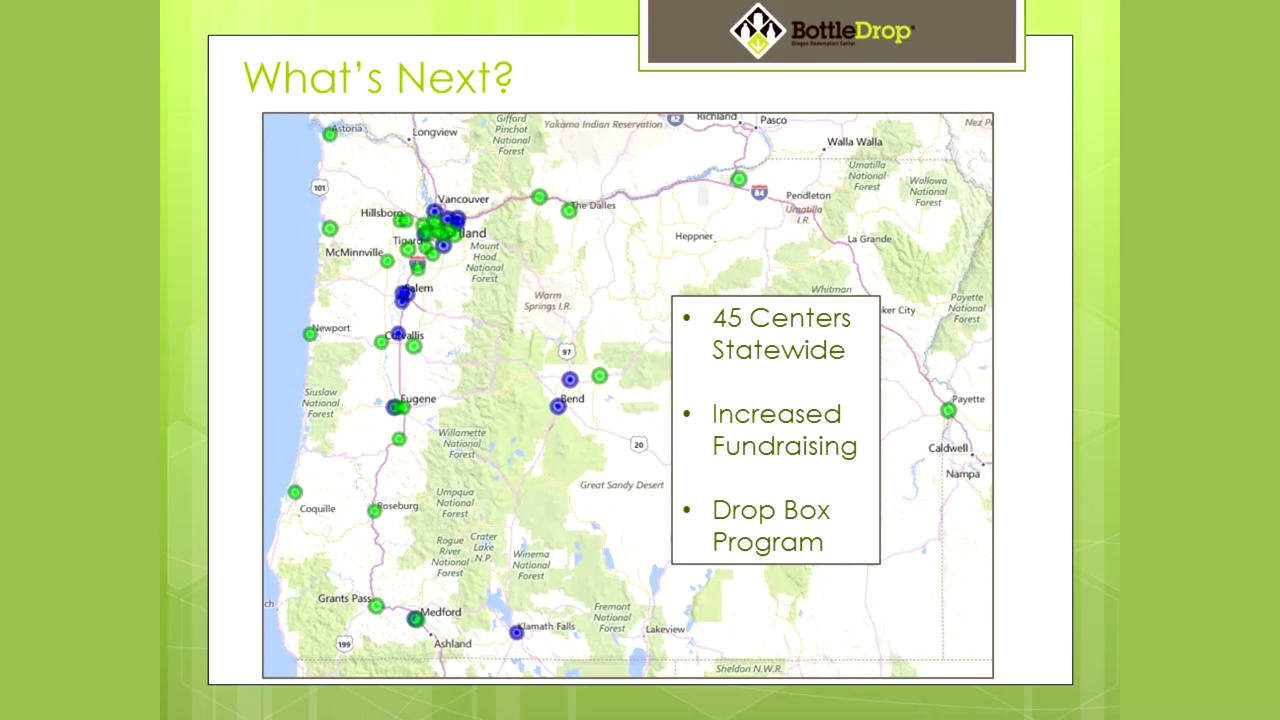 BottleDrop
Oregon Redemption Center
What's Next?
Astoria
Longview
Gifford
Pinchot
National
Forest
Yakama Indian Reservation
82
Richland
Pasco
Nez P
Walla Walla
101
Vancouver
Umatilla
National
Forest
Wallowa
National
Forest
84
Pendleton
Hillsboro
The Dalles
Umatilla
I.R.
land
Tigard
Heppner
La Grande
McMinnville
Mount
Hood
National
Forest
Salem
Warm
Springs I.R.
Whitman
Payette
National
Forest
ker City
Newport
Corvallis
97
Siuslaw
National
Forest
Eugene
Bend
Payette
Willamette
National
Forest
20
Caldwell
Nampa
Great Sandy Desert
Coquille
Roseburg
Umpqua
National
Forest
Rogue
River
National
Forest
Crater
Lake
N.P.
Winema
National
Forest
ch
Grants Pass
Medford
Klamath Falls
Fremont
National
Forest
Lakeview
199
Ashland
Sheldon N.W.R.
• 45 Centers
Statewide
• Increased
Fundraising
• Drop Box
Program